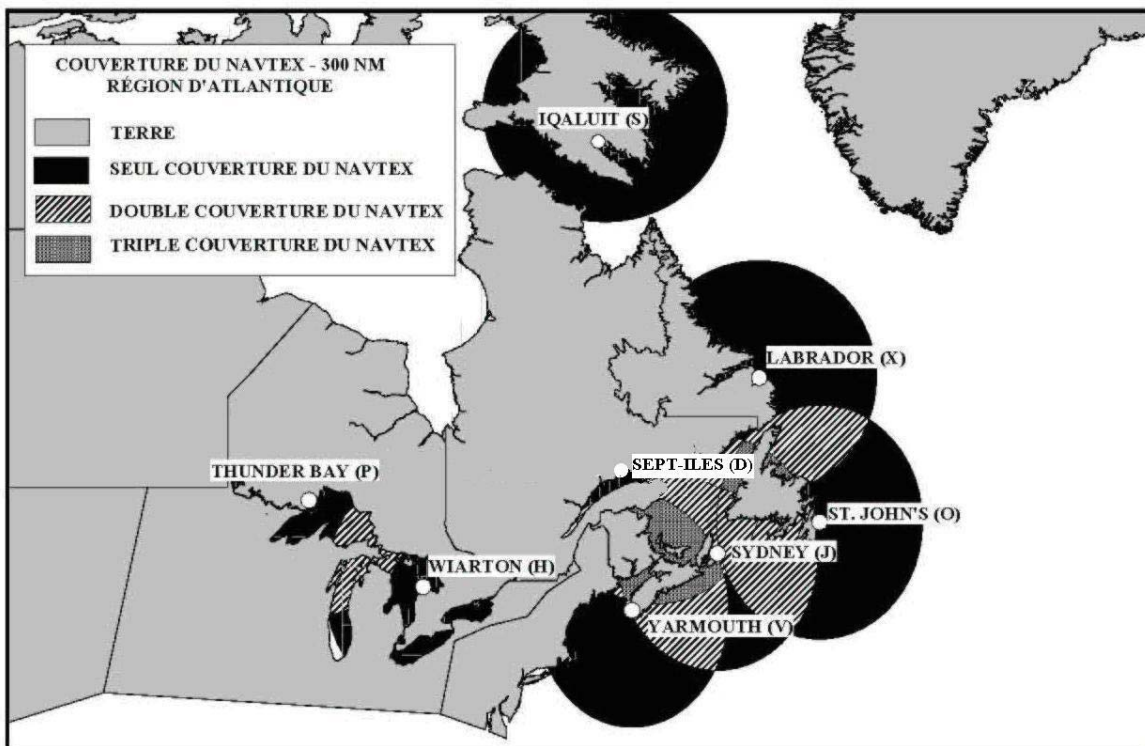 COUVERTURE DU NAVTEX - 300 NM
RÉGION D'ATLANTIQUE
TERRE
SEUL COUVERTURE DU NAVTEX
DOUBLE COUVERTURE DU NAVTEX
TRIPLE COUVERTURE DU NAVTEX
IQALUIT (S)
LABRADOR (X)
SEPT-ILES (D)
THUNDER BAY (P)
ST. JOHN'S (O)
SYDNEY (J)
WIARTON (H)
YARMOUTH (V)